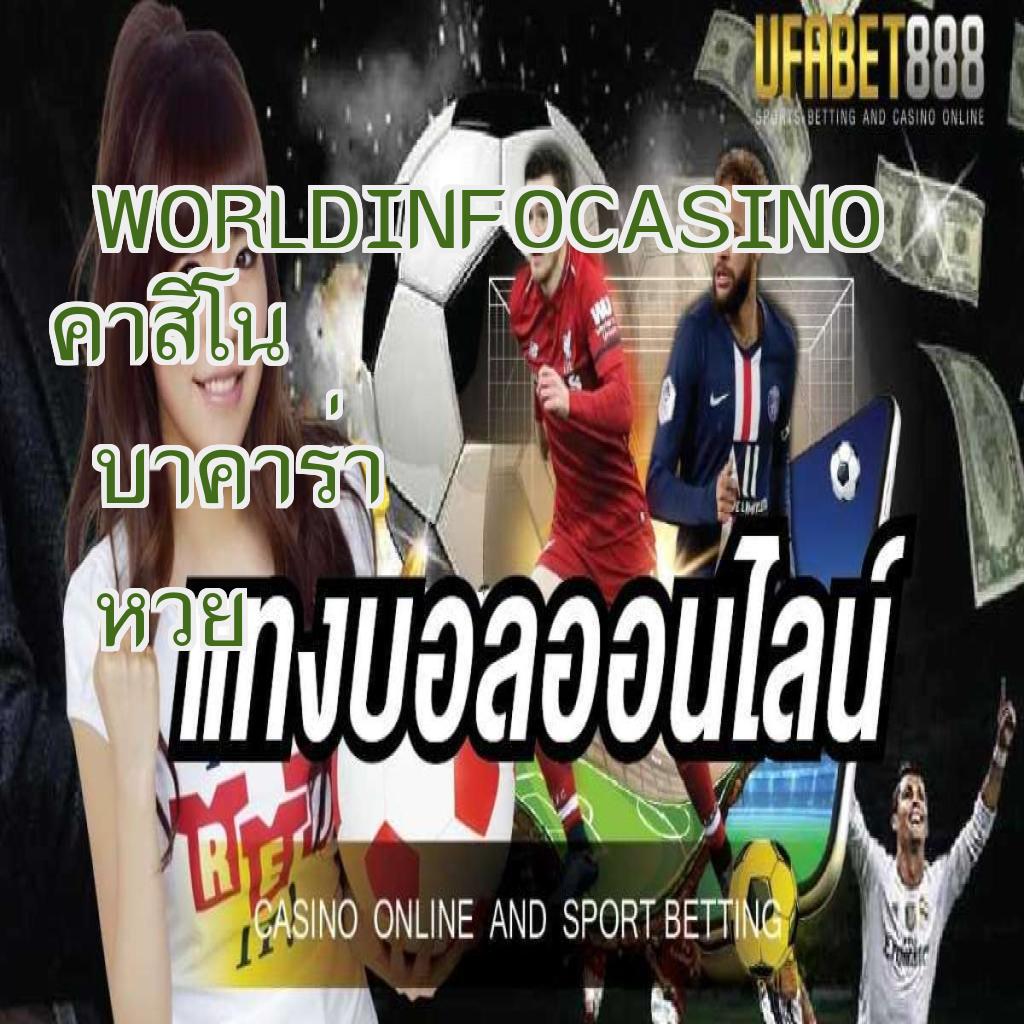 UFABET888
SPORTS BETTING AND CASINO ONLINE
WORLDINFOCASINO
คาสิโน
บาคาร่า
หวย
แทงบอลออนไลน์
CASINO ONLINE AND SPORT BETTING